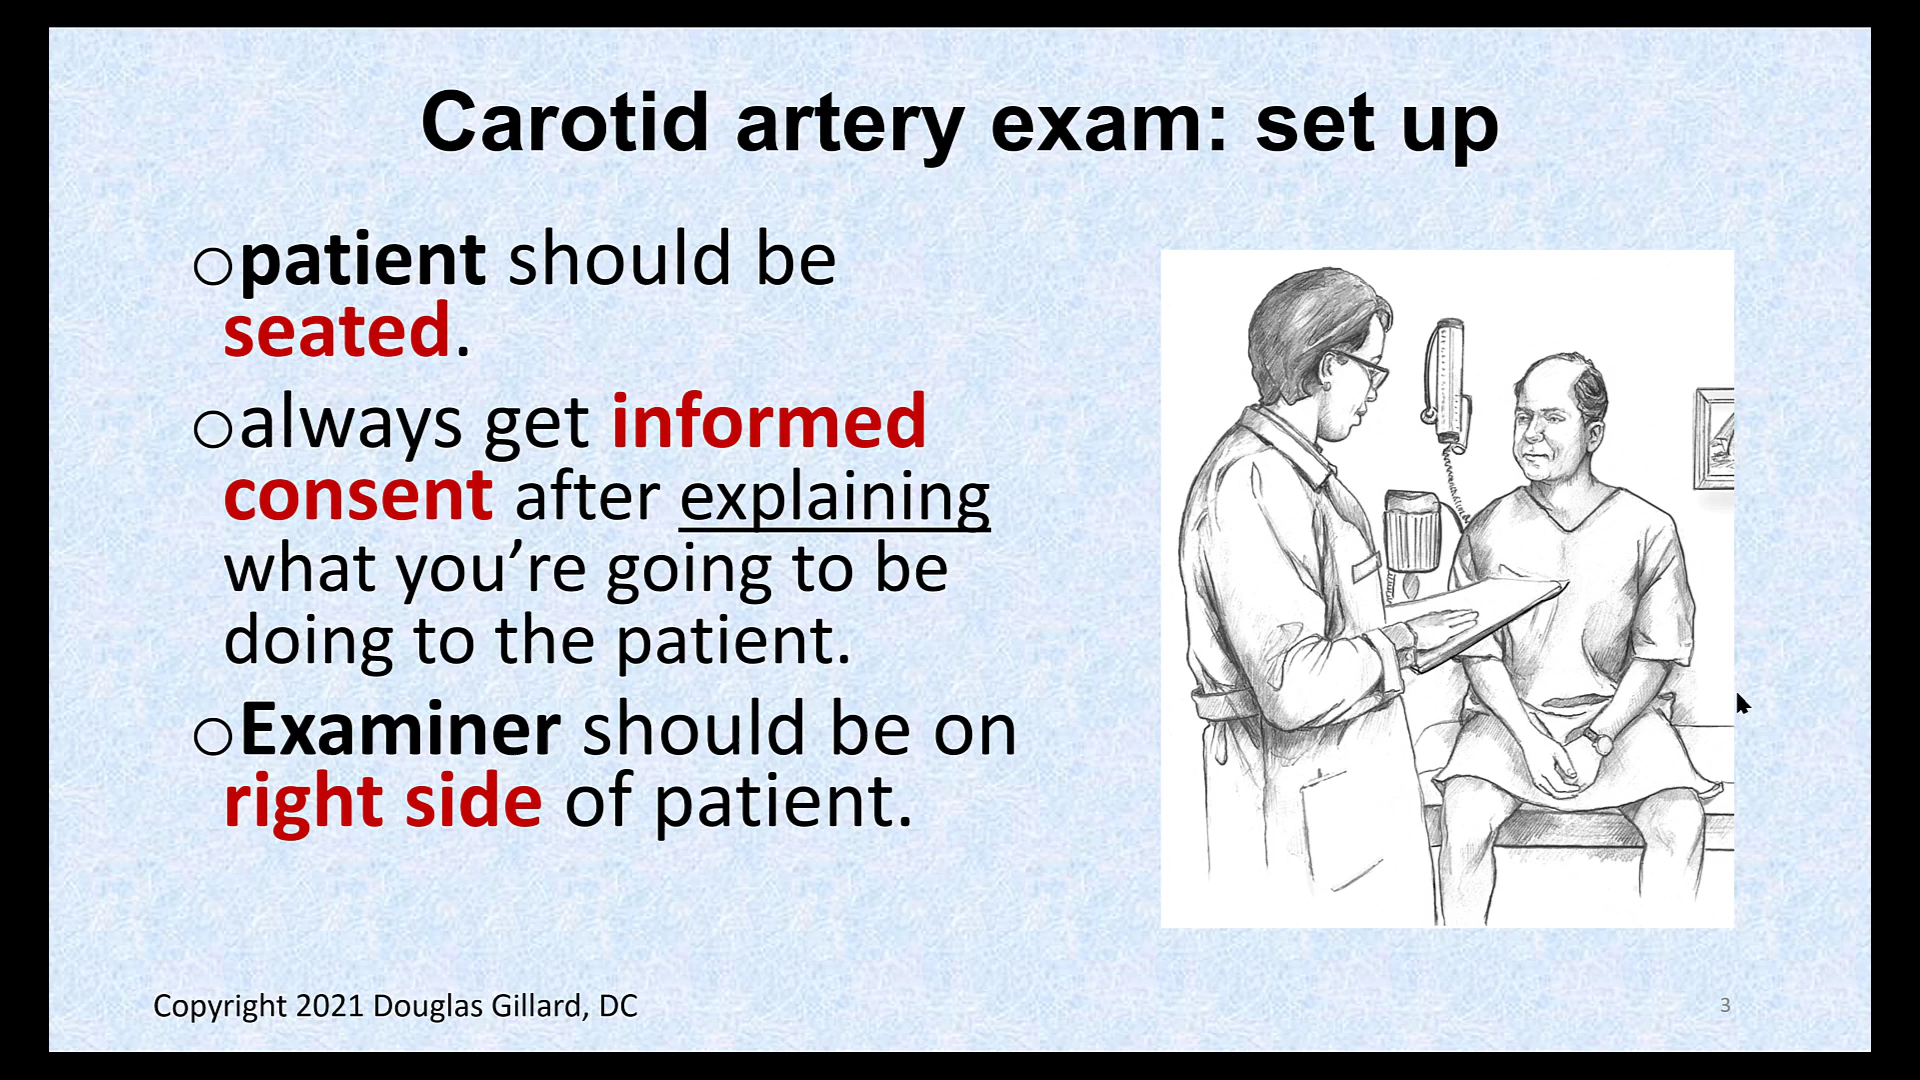 Carotid artery exam: set up
○patient should be
seated.
○always get informed
consent after explaining
what you’re going to be
doing to the patient.
○Examiner should be on
right side of patient.
Copyright 2021 Douglas Gillard, DC
3